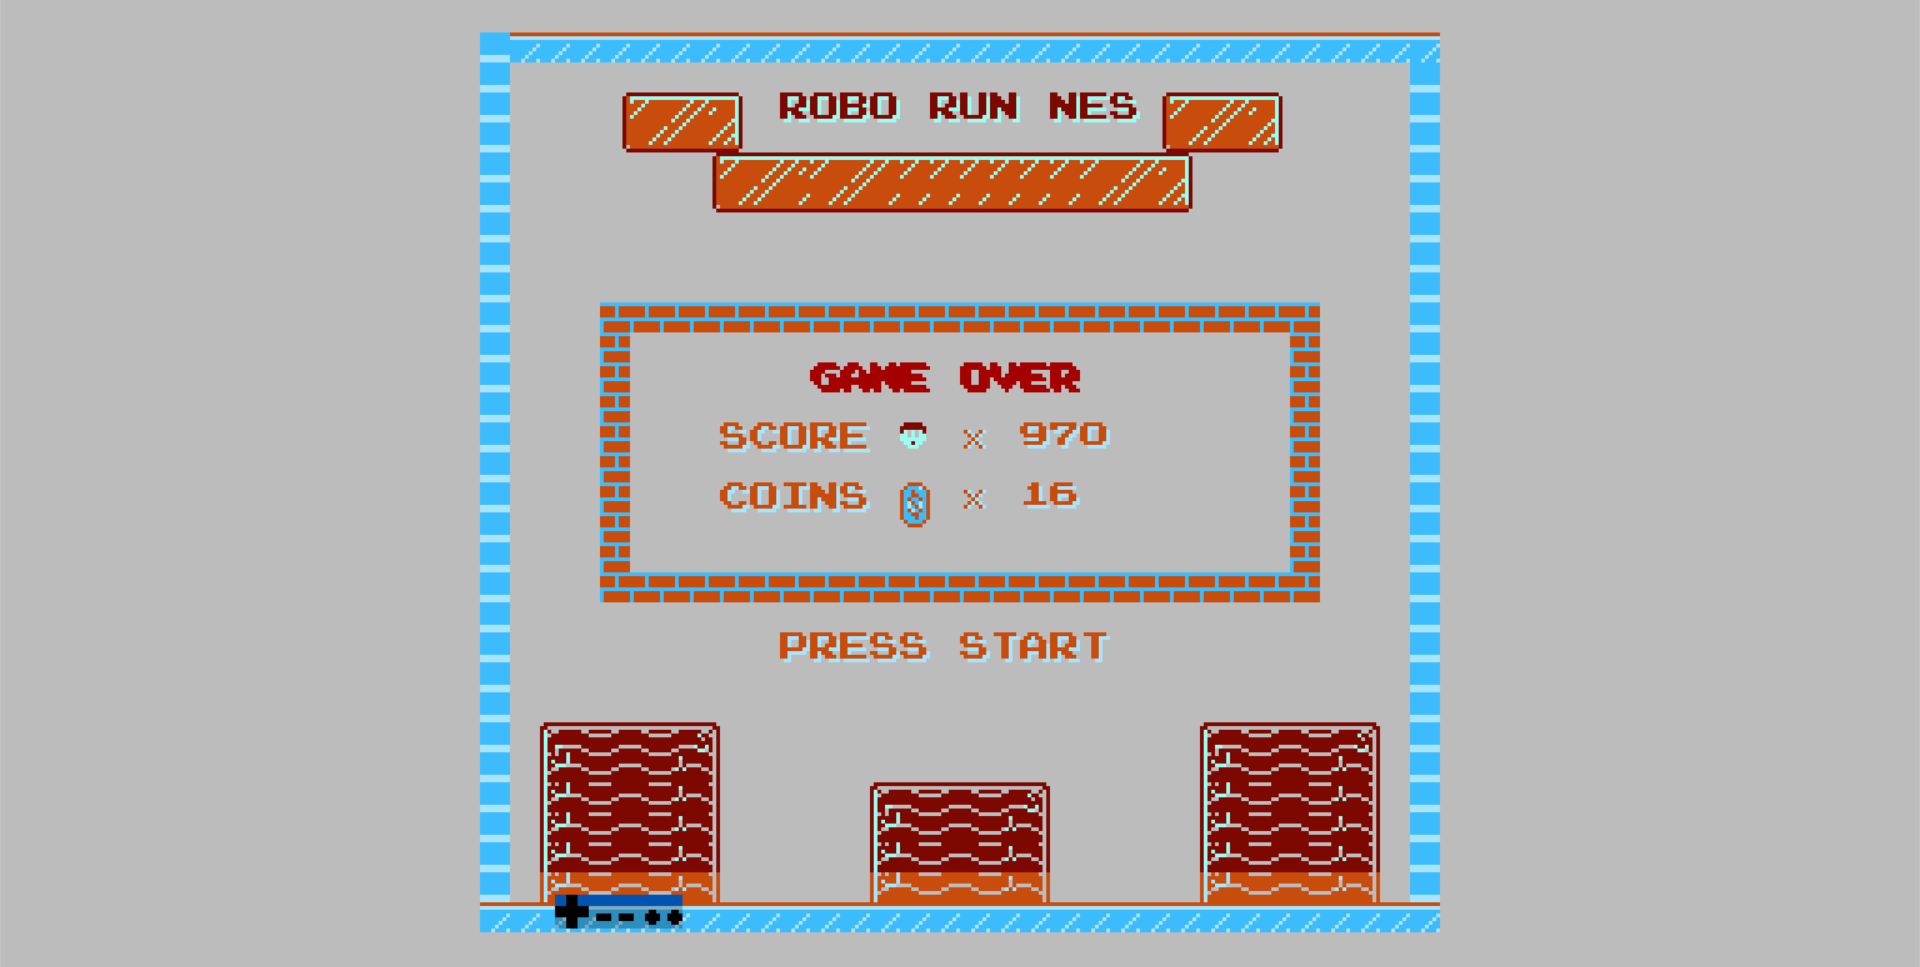 ROBO RUN NES
GAME OVER
SCORE x 970
COINS x 16
PRESS START